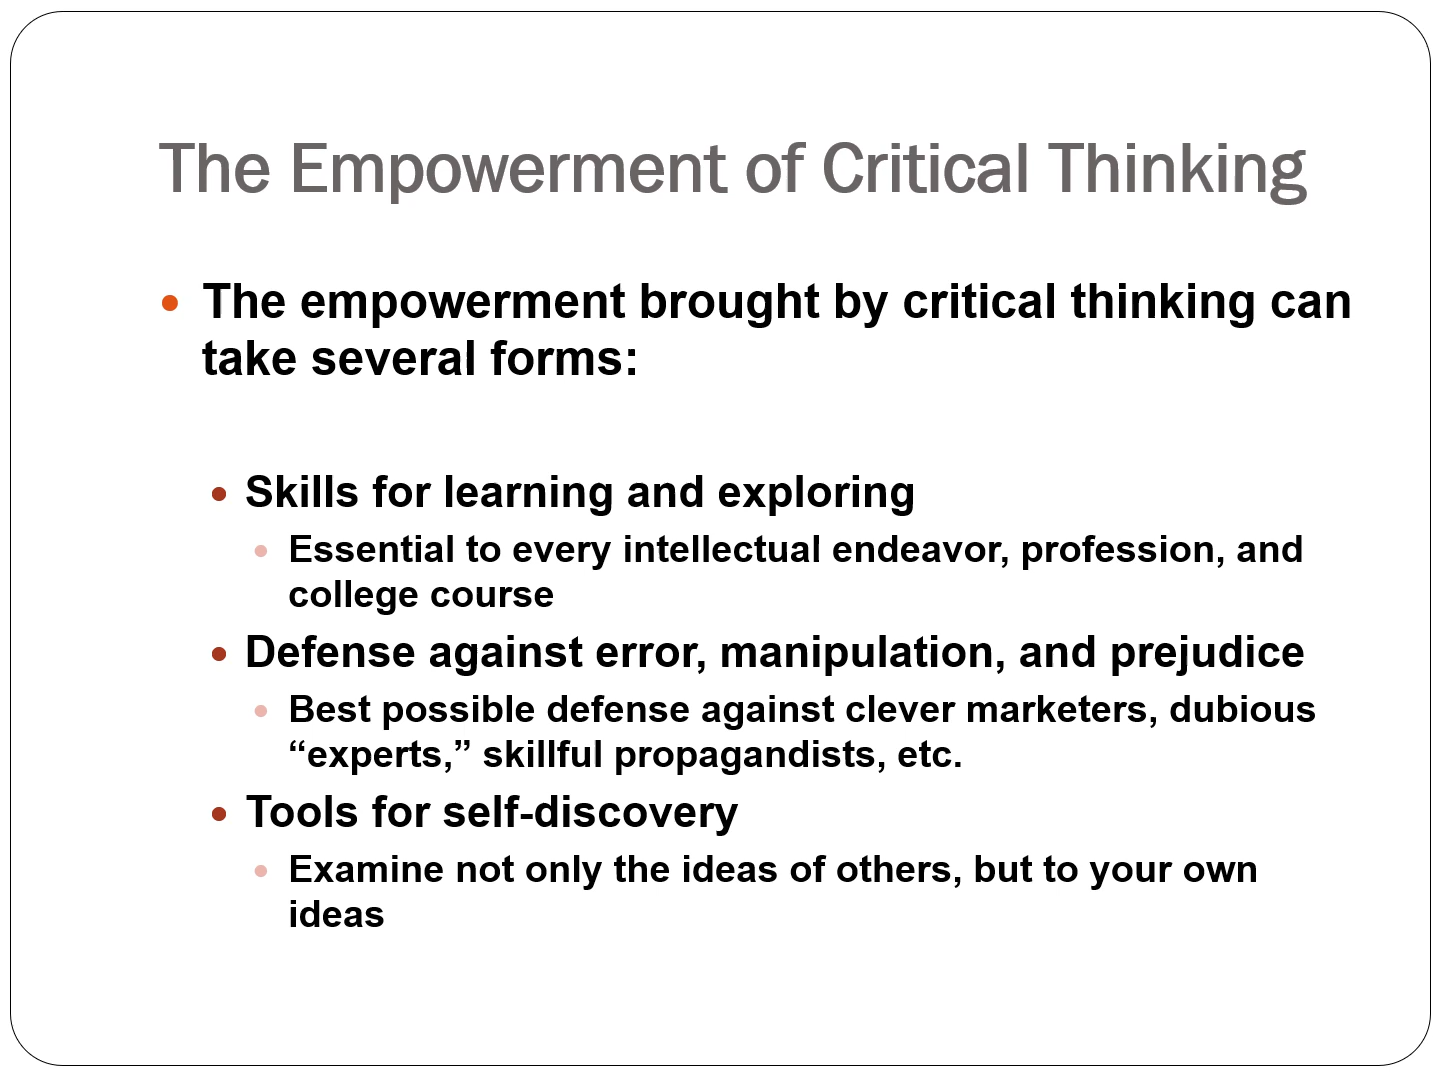 The Empowerment of Critical Thinking
The empowerment brought by critical thinking can
take several forms:
Skills for learning and exploring
Essential to every intellectual endeavor, profession, and
college course
Defense against error, manipulation, and prejudice
Best possible defense against clever marketers, dubious
“experts,” skillful propagandists, etc.
Tools for self-discovery
Examine not only the ideas of others, but to your own
ideas